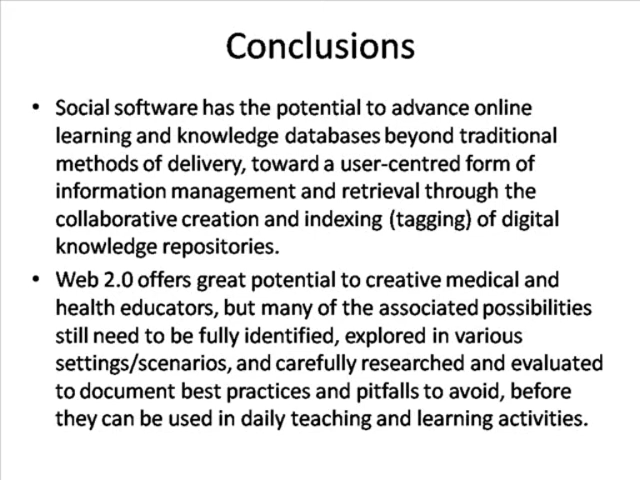 Conclusions
• Social software has the potential to advance online
learning and knowledge databases beyond traditional
methods of delivery, toward a user-centred form of
information management and retrieval through the
collaborative creation and indexing (tagging) of digital
knowledge repositories.
• Web 2.0 offers great potential to creative medical and
health educators, but many of the associated possibilities
still need to be fully identified, explored in various
settings/scenarios, and carefully researched and evaluated
to document best practices and pitfalls to avoid, before
they can be used in daily teaching and learning activities.